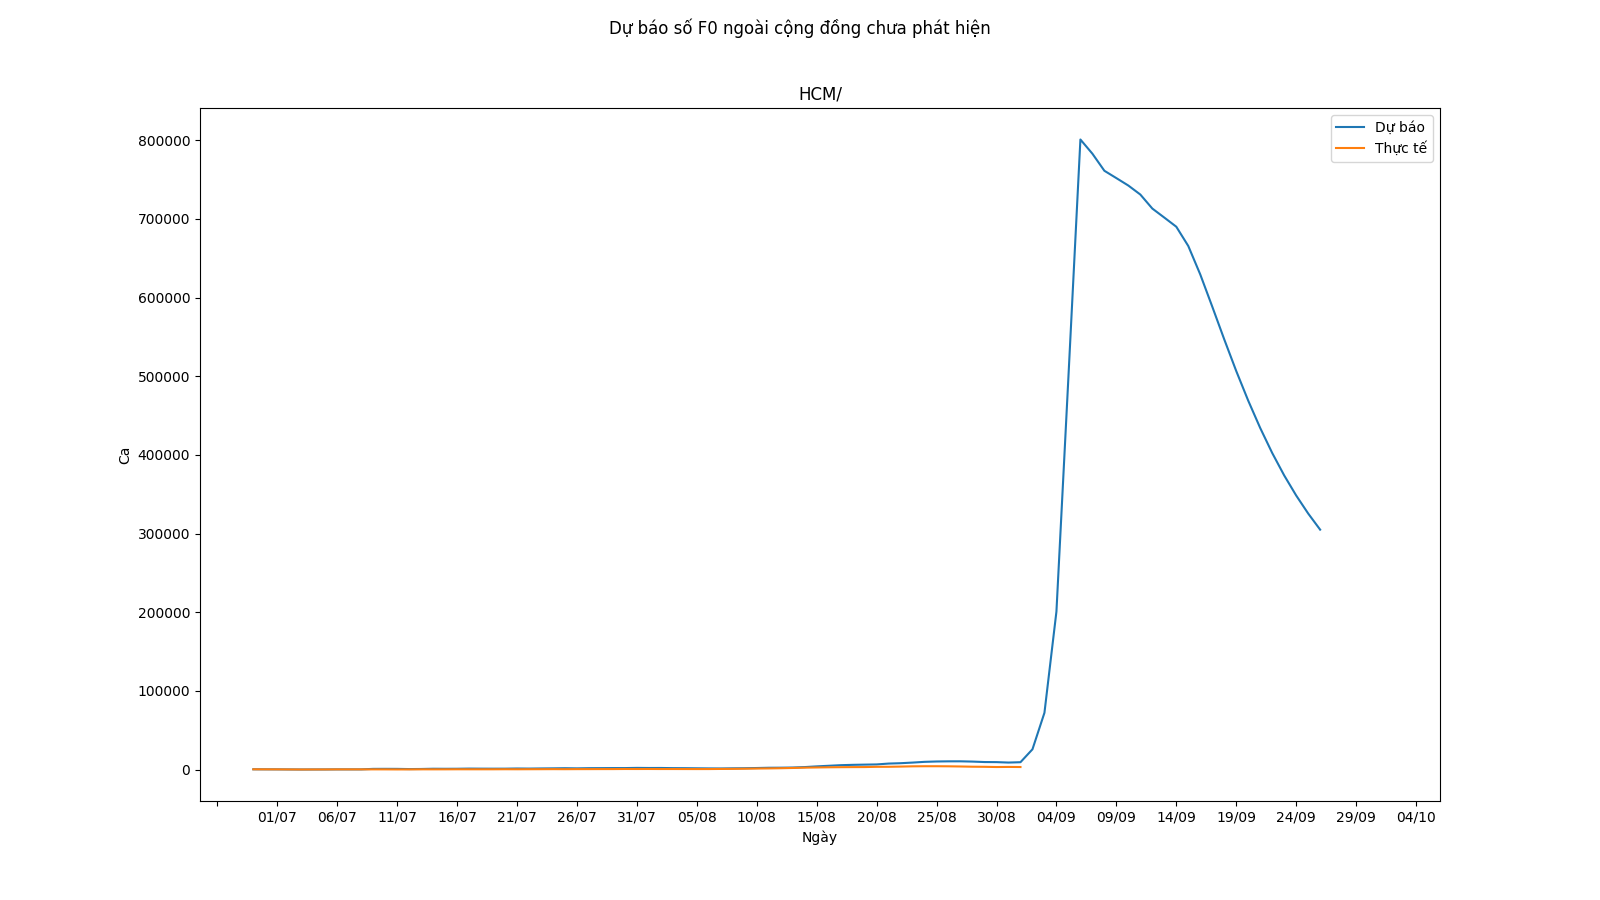 Dự báo số F0 ngoài cộng đồng chưa phát hiện
HCM/
Dự báo
Thực tế
800000
700000
600000
500000
400000
300000
200000
100000
0
Ca
01/07 06/07 11/07 16/07 21/07 26/07 31/07 05/08 10/08 15/08 20/08 25/08 30/08 04/09 09/09 14/09 19/09 24/09 29/09 04/10
Ngày